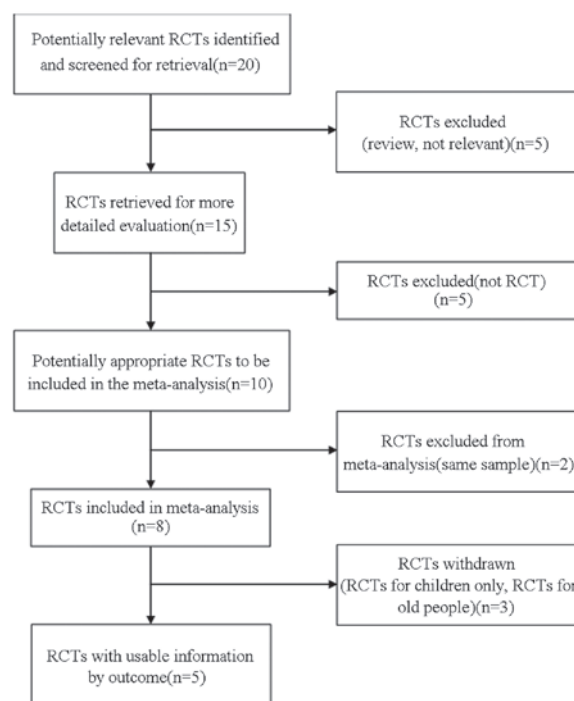 Potentially relevant RCTs identified
and screened for retrieval(n=20)
RCTs excluded
(review, not relevant)(n=5)
RCTs retrieved for more
detailed evaluation(n=15)
RCTs excluded(not RCT)
(n=5)
Potentially appropriate RCTs to be
included in the meta-analysis(n=10)
RCTs excluded from
meta-analysis(same sample)(n=2)
RCTs included in meta-analysis
(n=8)
RCTs withdrawn
(RCTs for children only, RCTs for
old people)(n=3)
RCTs with usable information
by outcome(n=5)